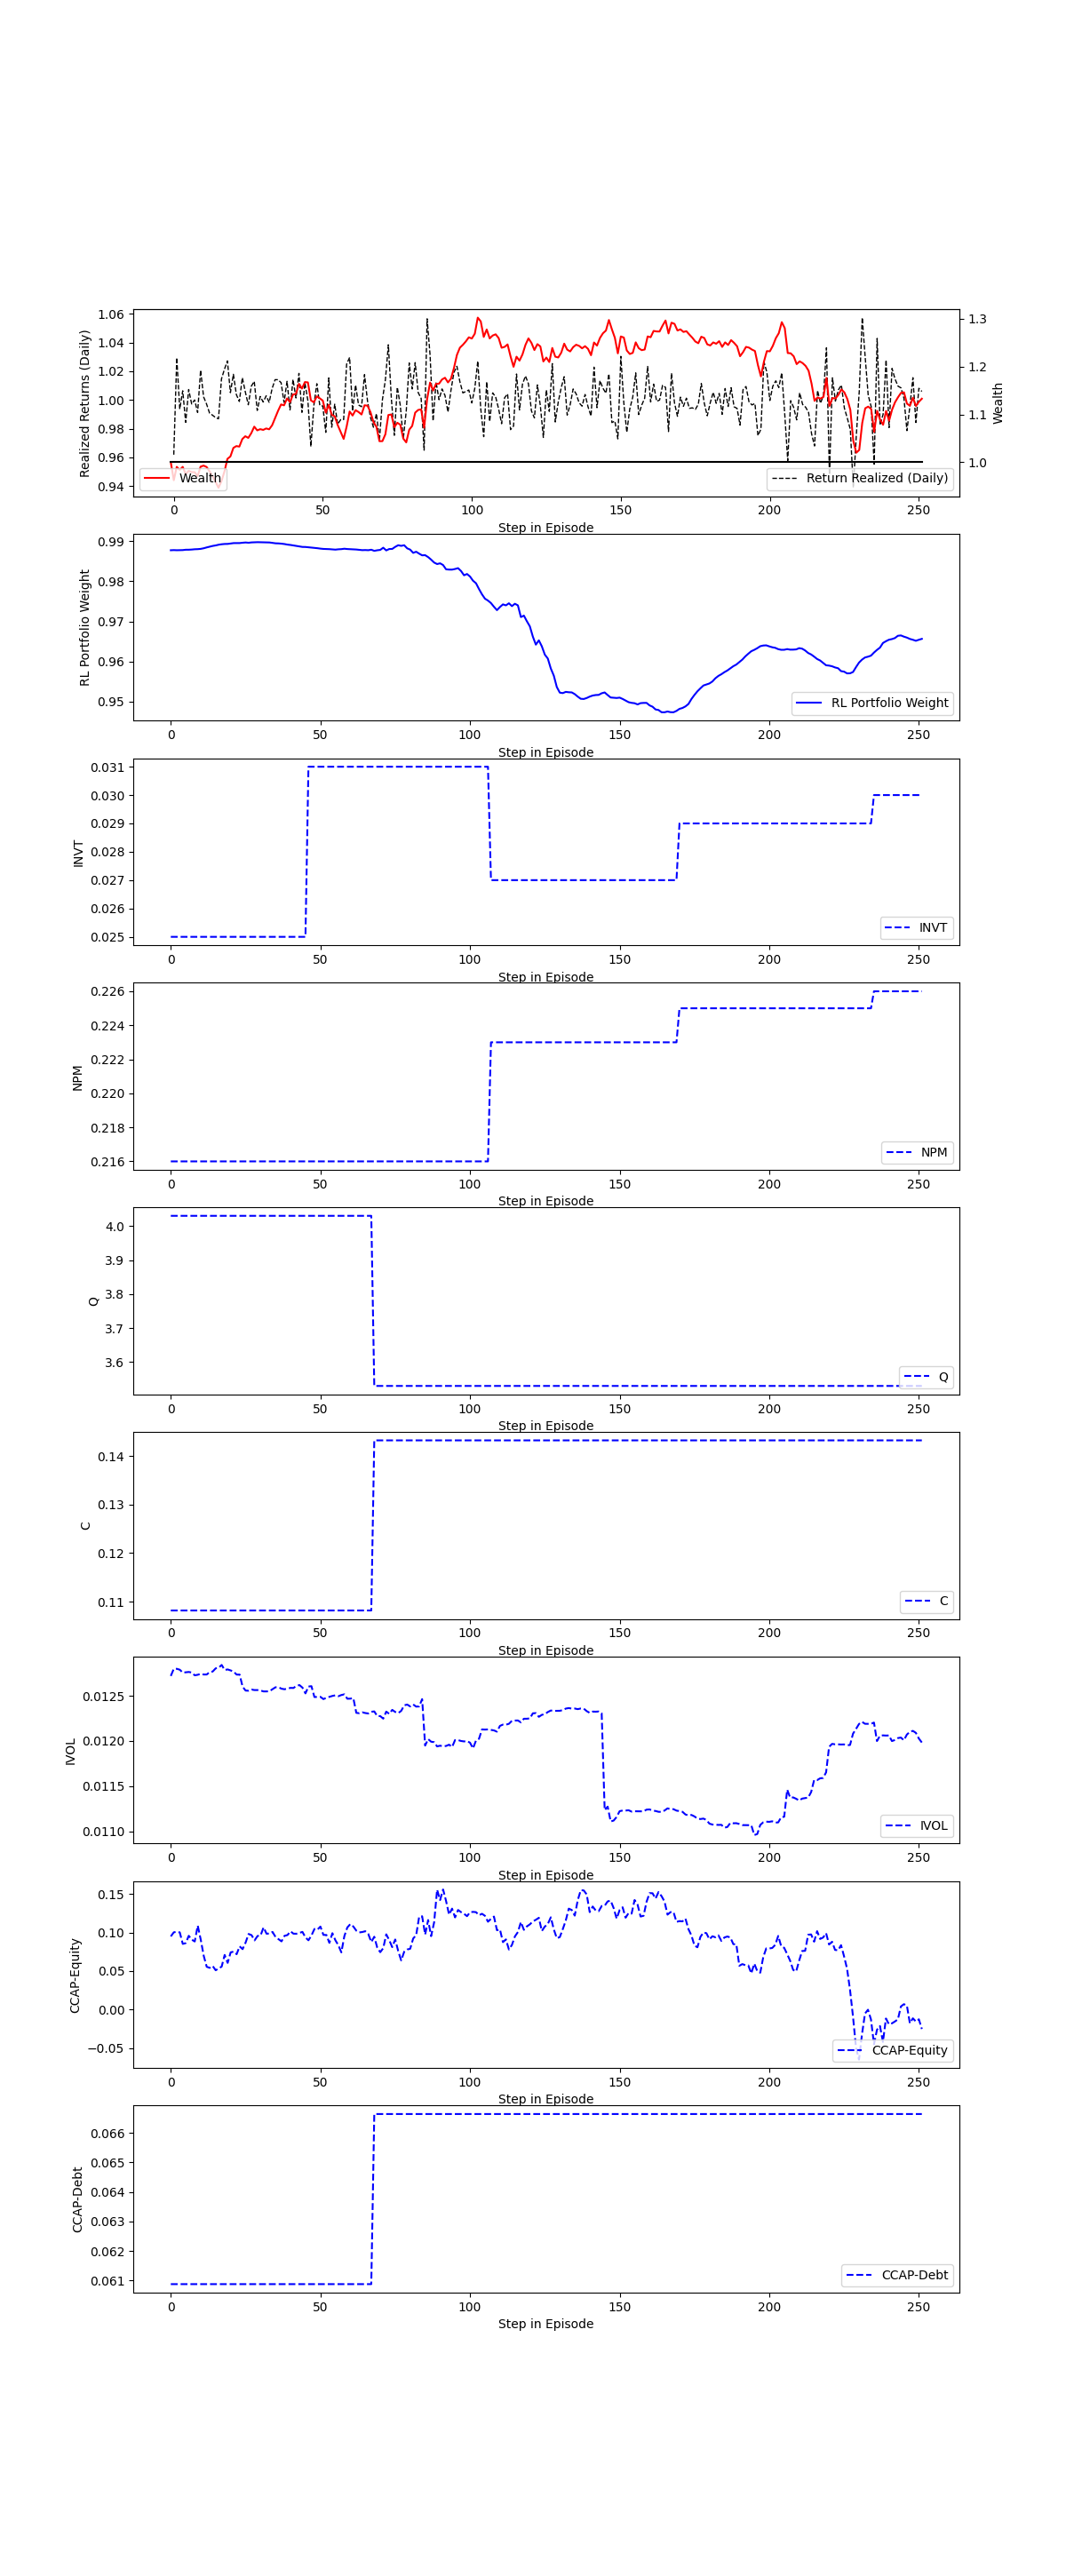 1.06
1.04
1.02
1.00
0.98
0.96
0.94
Realized Returns (Daily)
1.3
1.2
1.1
1.0
Wealth
Wealth
Return Realized (Daily)
0 50 100 150 200 250
Step in Episode
0.99
0.98
0.97
0.96
0.95
RL Portfolio Weight
RL Portfolio Weight
0 50 100 150 200 250
Step in Episode
0.031
0.030
0.029
0.028
0.027
0.026
0.025
INVT
INVT
0 50 100 150 200 250
Step in Episode
0.226
0.224
0.222
0.220
0.218
0.216
NPM
NPM
0 50 100 150 200 250
Step in Episode
4.0
3.9
3.8
3.7
3.6
Q
Q
0 50 100 150 200 250
Step in Episode
0.14
0.13
0.12
0.11
C
C
0 50 100 150 200 250
Step in Episode
0.0125
0.0120
0.0115
0.0110
IVOL
IVOL
0 50 100 150 200 250
Step in Episode
0.15
0.10
0.05
0.00
−0.05
CCAP-Equity
CCAP-Equity
0 50 100 150 200 250
Step in Episode
0.066
0.065
0.064
0.063
0.062
0.061
CCAP-Debt
CCAP-Debt
0 50 100 150 200 250
Step in Episode